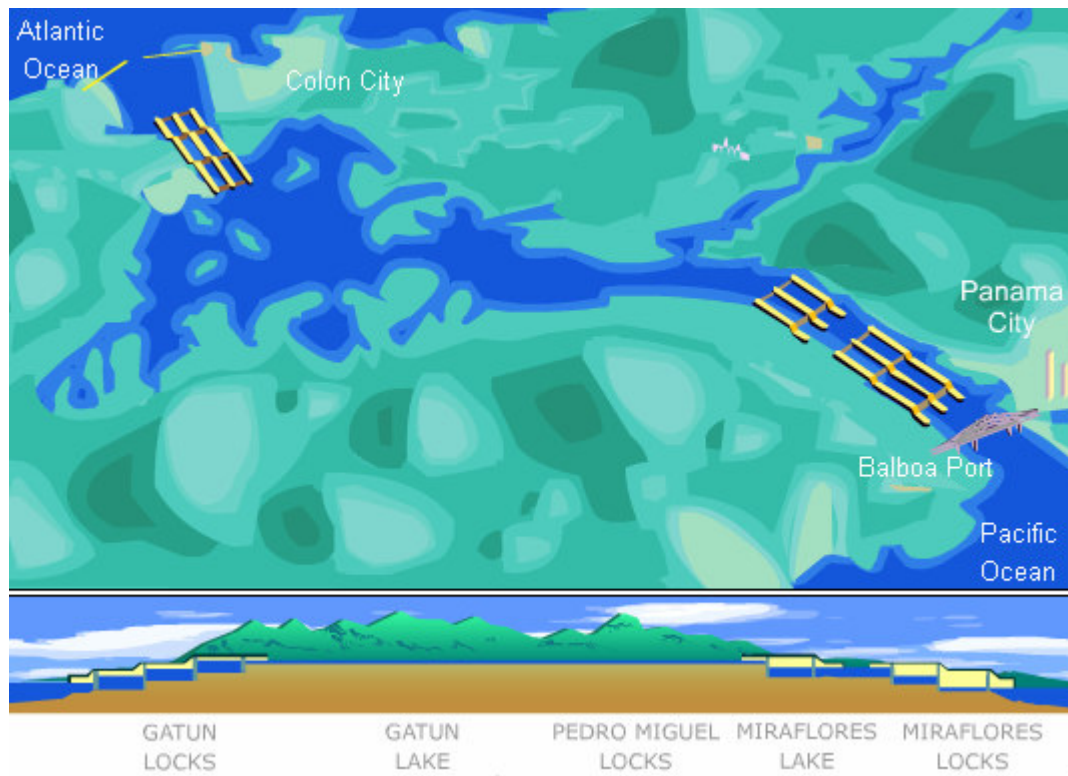 Atlantic
Ocean
Colon City
Panama
City
Balboa Port
Pacific
Ocean
GATUN
LOCKS
GATUN
LAKE
PEDRO MIGUEL
LOCKS
MIRAFLORES
LAKE
MIRAFLORES
LOCKS